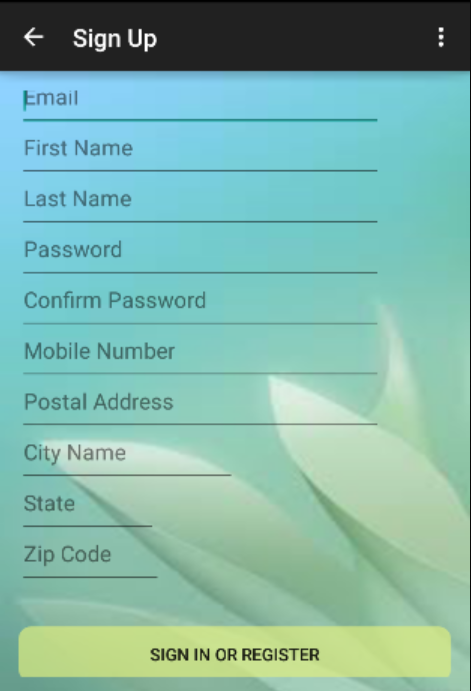 Sign Up
Email
First Name
Last Name
Password
Confirm Password
Mobile Number
Postal Address
City Name
State
Zip Code
SIGN IN OR REGISTER